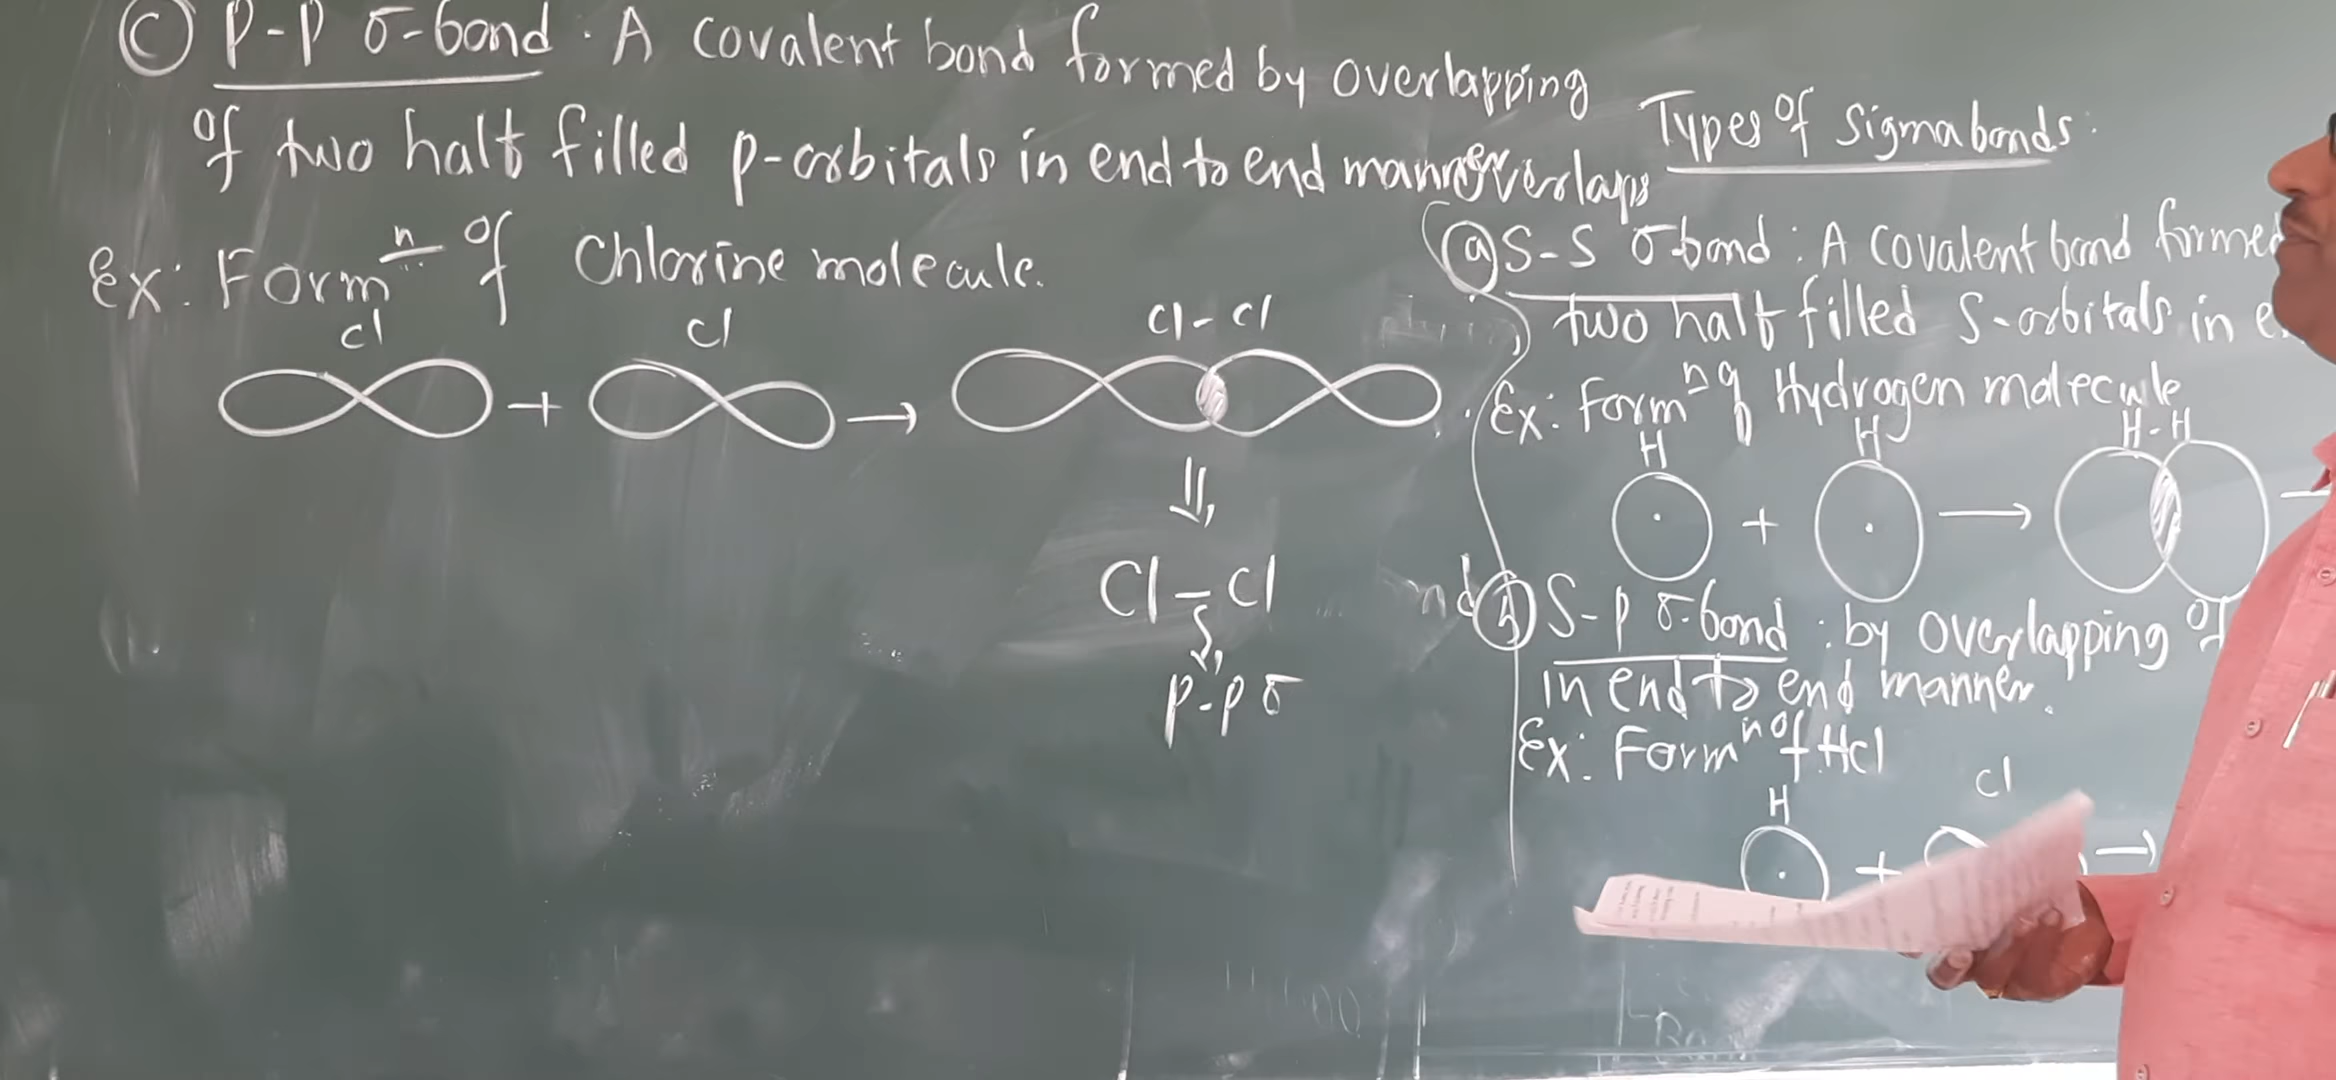 (C) P-P σ-bond : A covalent bond formed by overlapping
of two half filled p-orbitals in end to end manner
Ex: Formⁿ of Chlorine molecule.
Cl Cl Cl-Cl
+ →
⇓
Cl-Cl
p-p σ
Types of Sigma bonds:
overlaps
(a) S-S σ-bond : A covalent bond formed
two half filled S-orbitals in
Ex: Formⁿ of Hydrogen molecule
H H H-H
+ →
(b) S-p σ-bond : by overlapping of
in end to end manner.
Ex: Formⁿ of HCl
H Cl
+ →